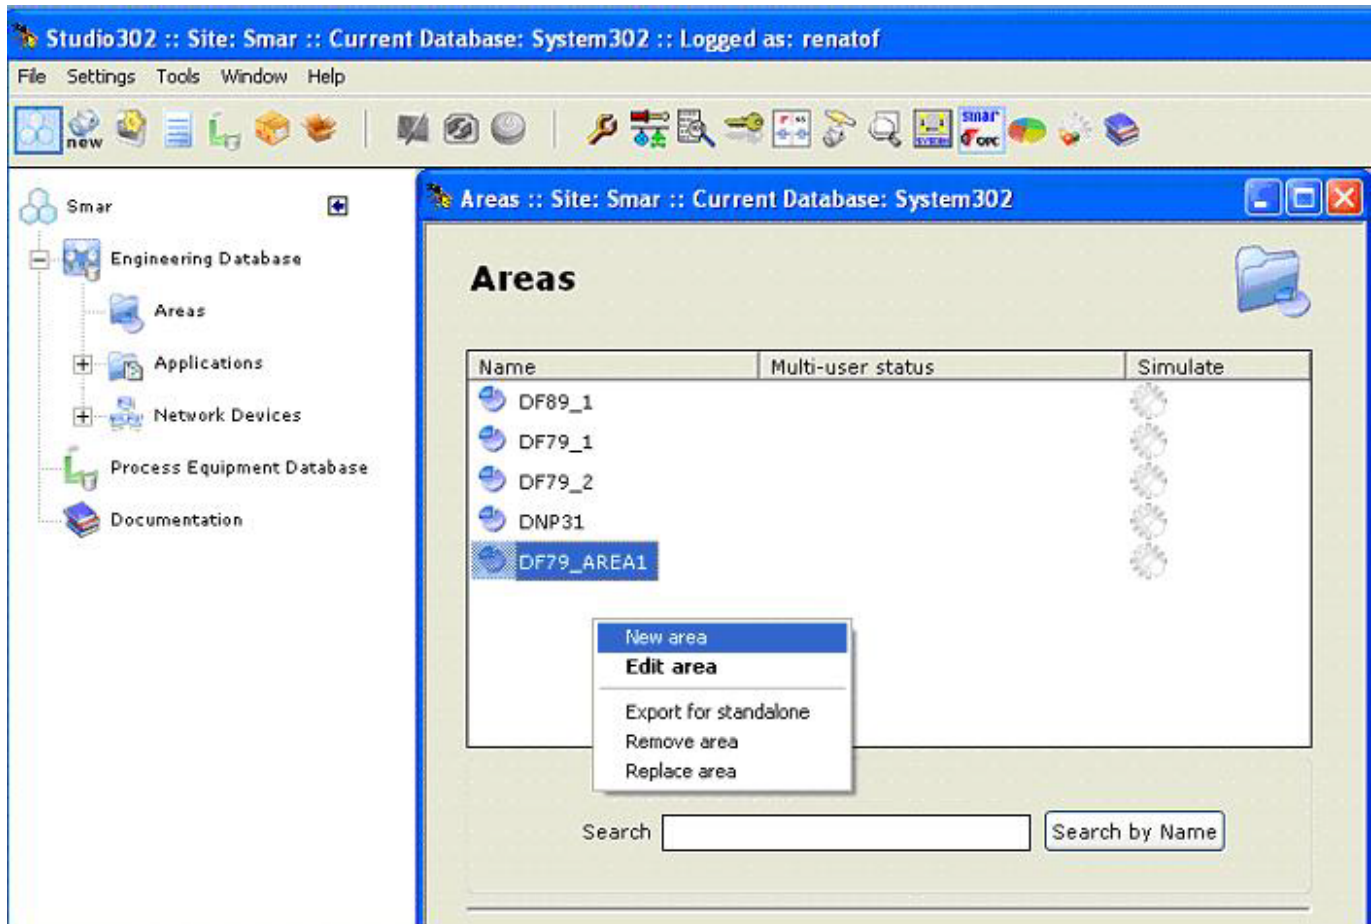 Studio302 :: Site: Smar :: Current Database: System302 :: Logged as: renatof
File Settings Tools Window Help
new
SYSTEM
smar
OPC
Smar
Engineering Database
Areas
Applications
Network Devices
Process Equipment Database
Documentation
Areas :: Site: Smar :: Current Database: System302
Areas
Name Multi-user status Simulate
DF89_1
DF79_1
DF79_2
DNP31
DF79_AREA1
New area
Edit area
Export for standalone
Remove area
Replace area
Search Search by Name